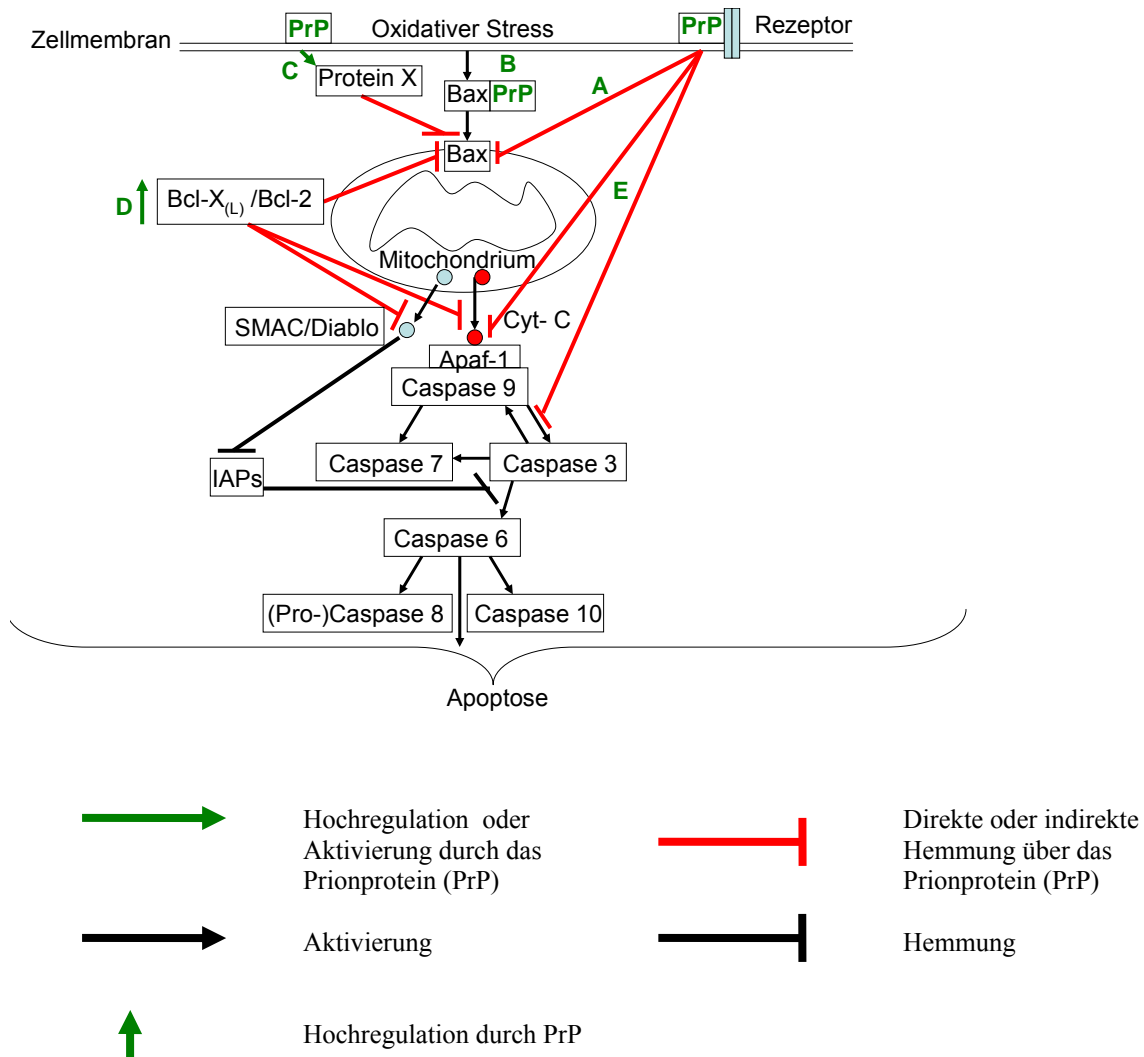 PrP
Oxidativer Stress
PrP
Rezeptor
Zellmembran
C
B
Protein X
Bax
PrP
A
Bax
D
Bcl-X(L) /Bcl-2
E
Mitochondrium
SMAC/Diablo
Cyt- C
Apaf-1
Caspase 9
IAPs
Caspase 7
Caspase 3
Caspase 6
(Pro-)Caspase 8
Caspase 10
Apoptose
Hochregulation oder
Aktivierung durch das
Prionprotein (PrP)
Direkte oder indirekte
Hemmung über das
Prionprotein (PrP)
Aktivierung
Hemmung
Hochregulation durch PrP